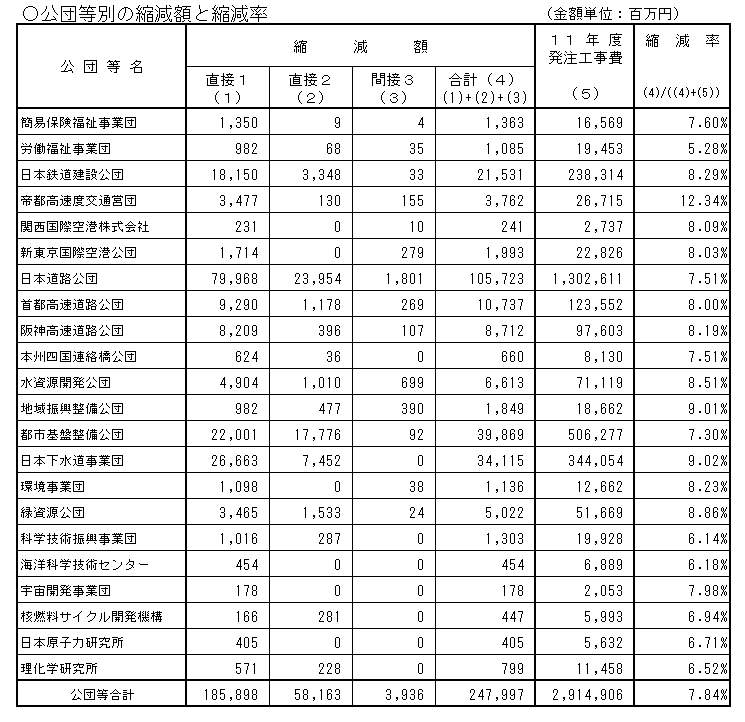 ○公団等別の縮減額と縮減率 (金額単位：百万円)
公団等名 縮減額 11年度発注工事費 縮減率
直接1 直接2 間接3 合計(4)
(1) (2) (3) (1)+(2)+(3) (5) (4)/((4)+(5))
簡易保険福祉事業団 1,350 9 4 1,363 16,569 7.60%
労働福祉事業団 982 68 35 1,085 19,453 5.28%
日本鉄道建設公団 18,150 3,348 33 21,531 238,314 8.29%
帝都高速度交通営団 3,477 130 155 3,762 26,715 12.34%
関西国際空港株式会社 231 0 10 241 2,737 8.09%
新東京国際空港公団 1,714 0 279 1,993 22,826 8.03%
日本道路公団 79,968 23,954 1,801 105,723 1,302,611 7.51%
首都高速道路公団 9,290 1,178 269 10,737 123,552 8.00%
阪神高速道路公団 8,209 396 107 8,712 97,603 8.19%
本州四国連絡橋公団 624 36 0 660 8,130 7.51%
水資源開発公団 4,904 1,010 699 6,613 71,119 8.51%
地域振興整備公団 982 477 390 1,849 18,662 9.01%
都市基盤整備公団 22,001 17,776 92 39,869 506,277 7.30%
日本下水道事業団 26,663 7,452 0 34,115 344,054 9.02%
環境事業団 1,098 0 38 1,136 12,662 8.23%
緑資源公団 3,465 1,533 24 5,022 51,669 8.86%
科学技術振興事業団 1,016 287 0 1,303 19,928 6.14%
海洋科学技術センター 454 0 0 454 6,889 6.18%
宇宙開発事業団 178 0 0 178 2,053 7.98%
核燃料サイクル開発機構 166 281 0 447 5,993 6.94%
日本原子力研究所 405 0 0 405 5,632 6.71%
理化学研究所 571 228 0 799 11,458 6.52%
公団等合計 185,898 58,163 3,936 247,997 2,914,906 7.84%